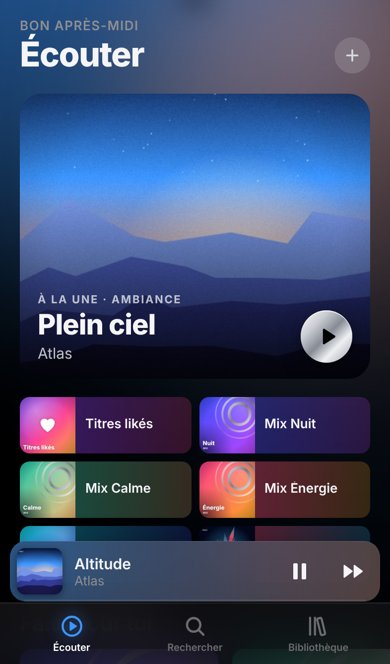 BON APRÈS-MIDI
Écouter
À LA UNE · AMBIANCE
Plein ciel
Atlas
Titres likés
Titres likés
Nuit
Mix Nuit
Calme
Mix Calme
Énergie
Mix Énergie
Altitude
Atlas
Écouter
Rechercher
Bibliothèque